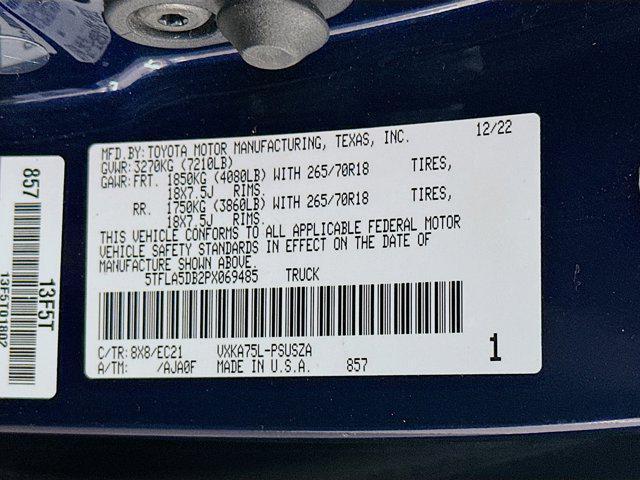 MFD.BY:TOYOTA MOTOR MANUFACTURING, TEXAS, INC. 12/22
GVWR:3270KG (7210LB)
GAWR:FRT. 1850KG (4080LB) WITH 265/70R18 TIRES,
18X7.5J RIMS.
RR. 1750KG (3860LB) WITH 265/70R18 TIRES,
18X7.5J RIMS.
THIS VEHICLE CONFORMS TO ALL APPLICABLE FEDERAL MOTOR
VEHICLE SAFETY STANDARDS IN EFFECT ON THE DATE OF
MANUFACTURE SHOWN ABOVE.
5TFLA5DB2PX069485 TRUCK
C/TR:8X8/EC21 VXKA75L-PSUSZA
A/TM: /AJA0F MADE IN U.S.A. 857
1
857
13F5T
13F5T01802